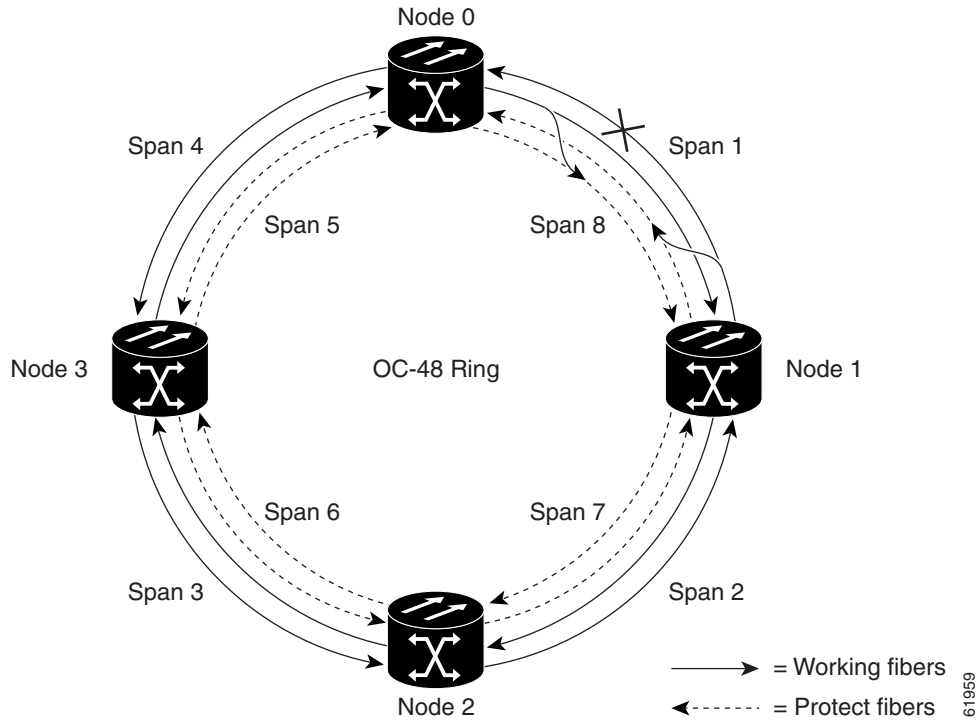 Node 0
Span 4
Span 1
Span 5
Span 8
Node 3
OC-48 Ring
Node 1
Span 6
Span 7
Span 3
Span 2
Node 2
= Working fibers
= Protect fibers
61959